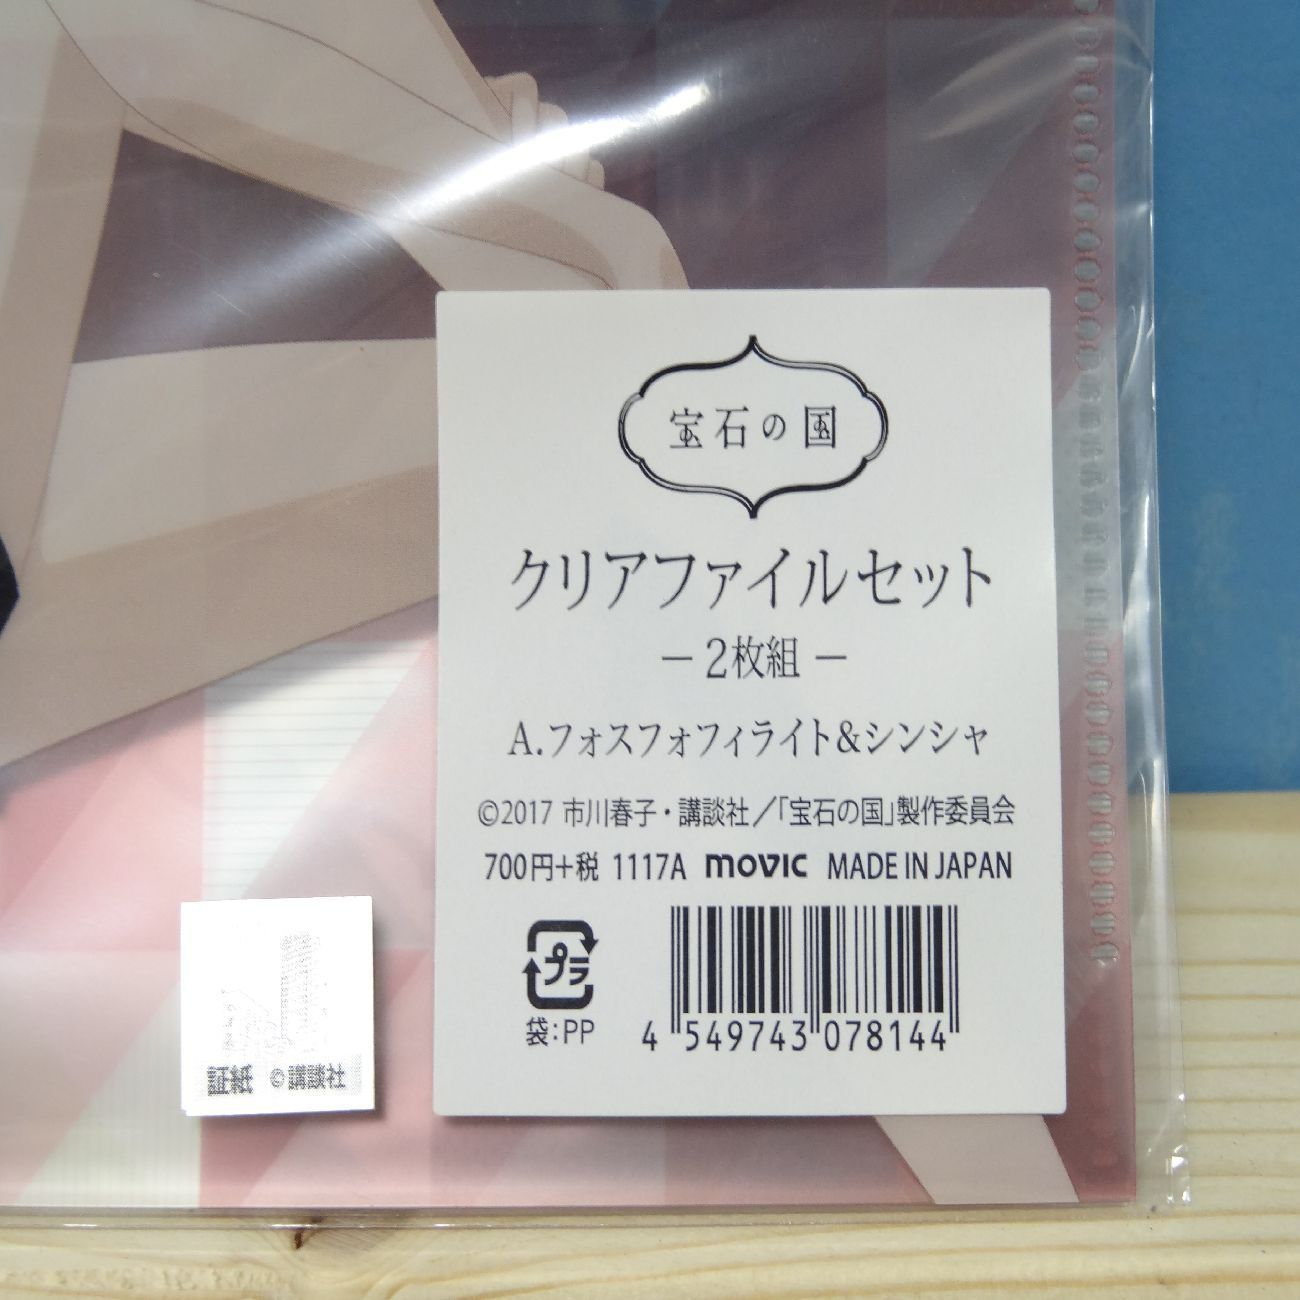 宝石の国
クリアファイルセット
― 2枚組 ―
A.フォスフォフィライト&シンシャ
©2017 市川春子・講談社/「宝石の国」製作委員会
700円+税 1117A movic MADE IN JAPAN
プラ
袋:PP
4 549743 078144
証紙 ©講談社